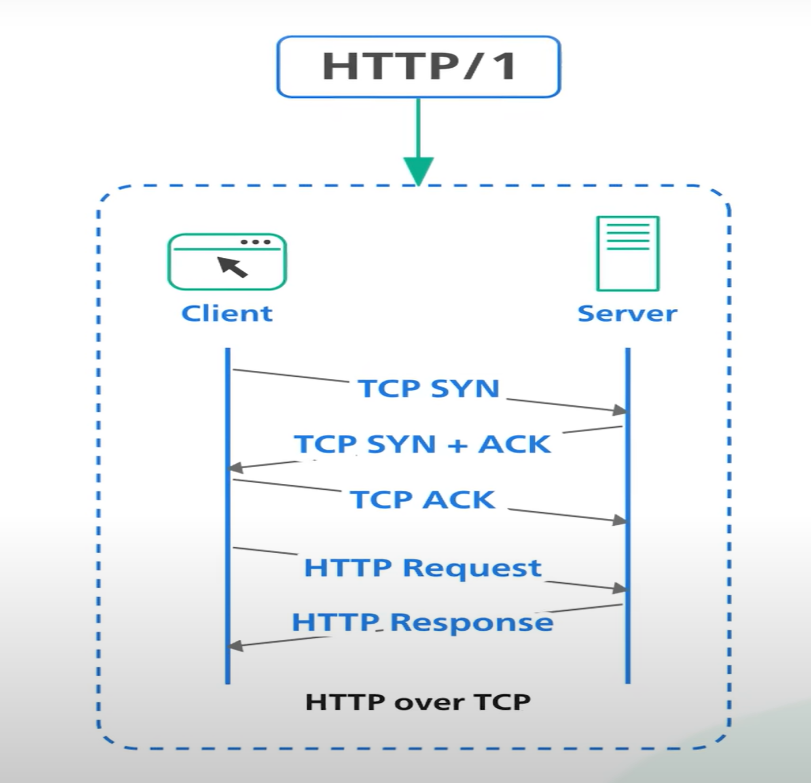 HTTP/1
Client
Server
TCP SYN
TCP SYN + ACK
TCP ACK
HTTP Request
HTTP Response
HTTP over TCP